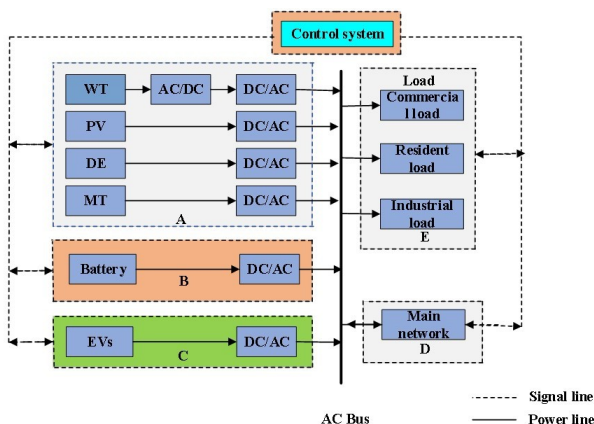 Control system
WT
AC/DC
DC/AC
PV
DC/AC
DE
DC/AC
MT
DC/AC
A
Battery
DC/AC
B
EVs
DC/AC
C
Load
Commercia
l load
Resident
load
Industrial
load
E
Main
network
D
AC Bus
Signal line
Power line